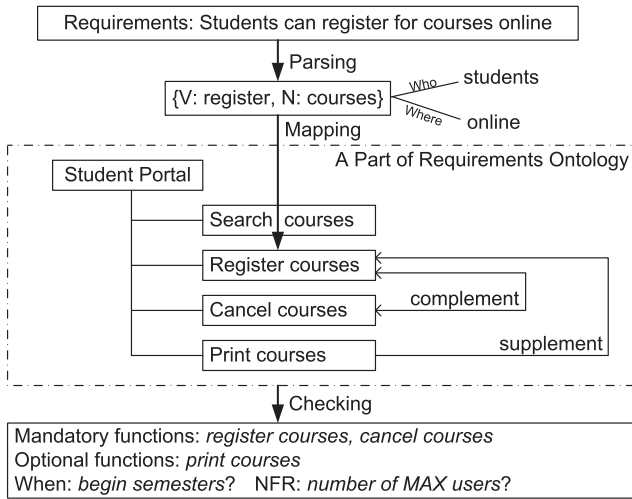 Requirements: Students can register for courses online
Parsing
{V: register, N: courses}
Who
students
Where
online
Mapping
A Part of Requirements Ontology
Student Portal
Search courses
Register courses
Cancel courses
complement
Print courses
supplement
Checking
Mandatory functions: register courses, cancel courses
Optional functions: print courses
When: begin semesters? NFR: number of MAX users?